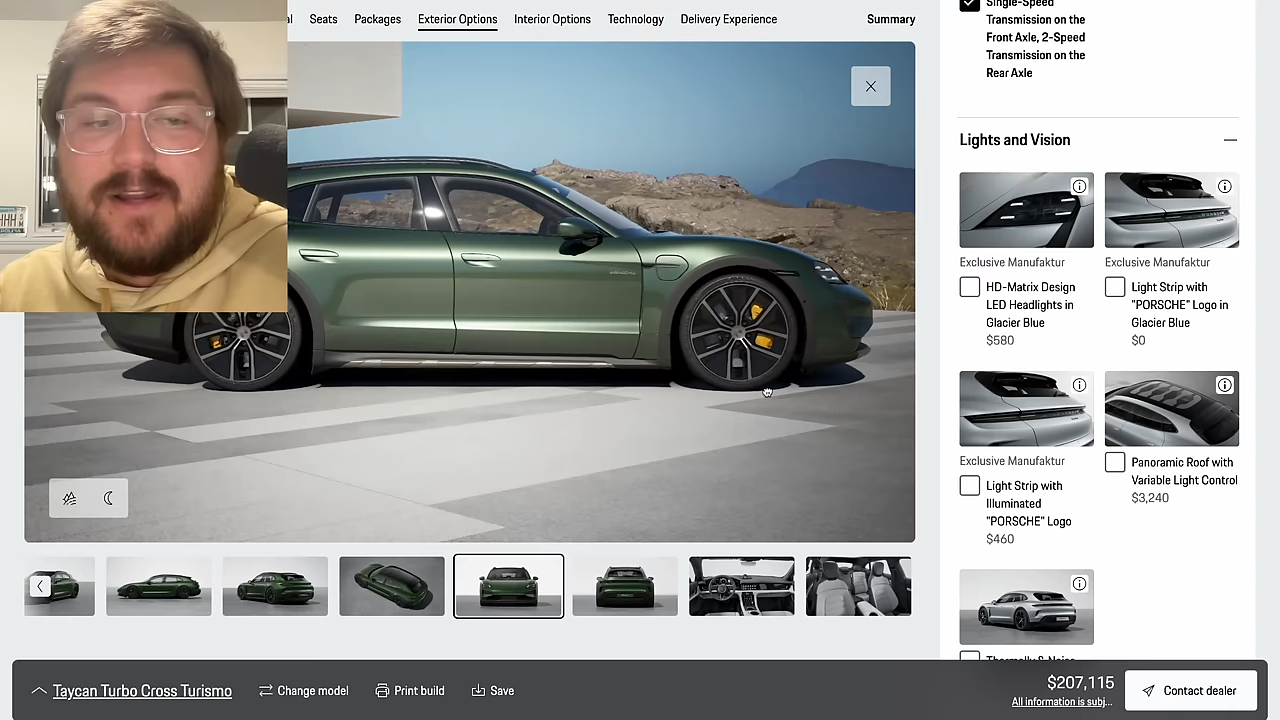 Seats
Packages
Exterior Options
Interior Options
Technology
Delivery Experience
Summary
Single-Speed
Transmission on the
Front Axle, 2-Speed
Transmission on the
Rear Axle
Lights and Vision
Exclusive Manufaktur
HD-Matrix Design
LED Headlights in
Glacier Blue
$580
Exclusive Manufaktur
Light Strip with
"PORSCHE" Logo in
Glacier Blue
$0
Exclusive Manufaktur
Light Strip with
Illuminated
"PORSCHE" Logo
$460
Panoramic Roof with
Variable Light Control
$3,240
Taycan Turbo Cross Turismo
Change model
Print build
Save
$207,115
All information is subj...
Contact dealer